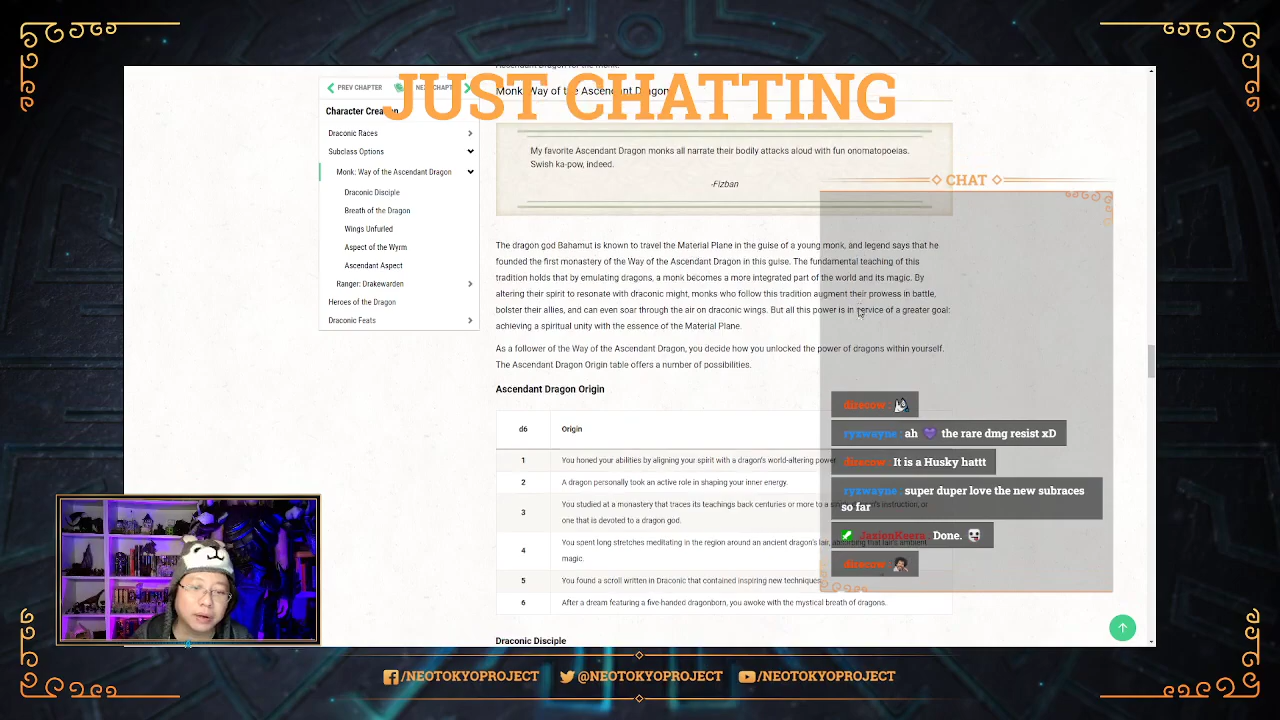 Ascendant Dragon for the monk.
JUST CHATTING
PREV CHAPTER
Character Creation
Draconic Races
Subclass Options
Monk: Way of the Ascendant Dragon
Draconic Disciple
Breath of the Dragon
Wings Unfurled
Aspect of the Wyrm
Ascendant Aspect
Ranger: Drakewarden
Heroes of the Dragon
Draconic Feats
Monk: Way of the Ascendant Dragon
My favorite Ascendant Dragon monks all narrate their bodily attacks aloud with fun onomatopoeias.
Swish ka-pow, indeed.
-Fizban
The dragon god Bahamut is known to travel the Material Plane in the guise of a young monk, and legend says that he
founded the first monastery of the Way of the Ascendant Dragon in this guise. The fundamental teaching of this
tradition holds that by emulating dragons, a monk becomes a more integrated part of the world and its magic. By
altering their spirit to resonate with draconic might, monks who follow this tradition augment their prowess in battle,
bolster their allies, and can even soar through the air on draconic wings. But all this power is in service of a greater goal:
achieving a spiritual unity with the essence of the Material Plane.
As a follower of the Way of the Ascendant Dragon, you decide how you unlocked the power of dragons within yourself.
The Ascendant Dragon Origin table offers a number of possibilities.
Ascendant Dragon Origin
d6 Origin
1 You honed your abilities by aligning your spirit with a dragon's world-altering power
2 A dragon personally took an active role in shaping your inner energy.
3 You studied at a monastery that traces its teachings back centuries or more to a single dragon's instruction, or
one that is devoted to a dragon god.
4 You spent long stretches meditating in the region around an ancient dragon's lair, absorbing that lair's ambient
magic.
5 You found a scroll written in Draconic that contained inspiring new techniques.
6 After a dream featuring a five-handed dragonborn, you awoke with the mystical breath of dragons.
Draconic Disciple
CHAT
direcow :
ryzwayne : ah 💜 the rare dmg resist xD
direcow : It is a Husky hattt
ryzwayne : super duper love the new subraces
so far
JazionKeera : Done.
direcow :
/NEOTOKYOPROJECT @NEOTOKYOPROJECT /NEOTOKYOPROJECT